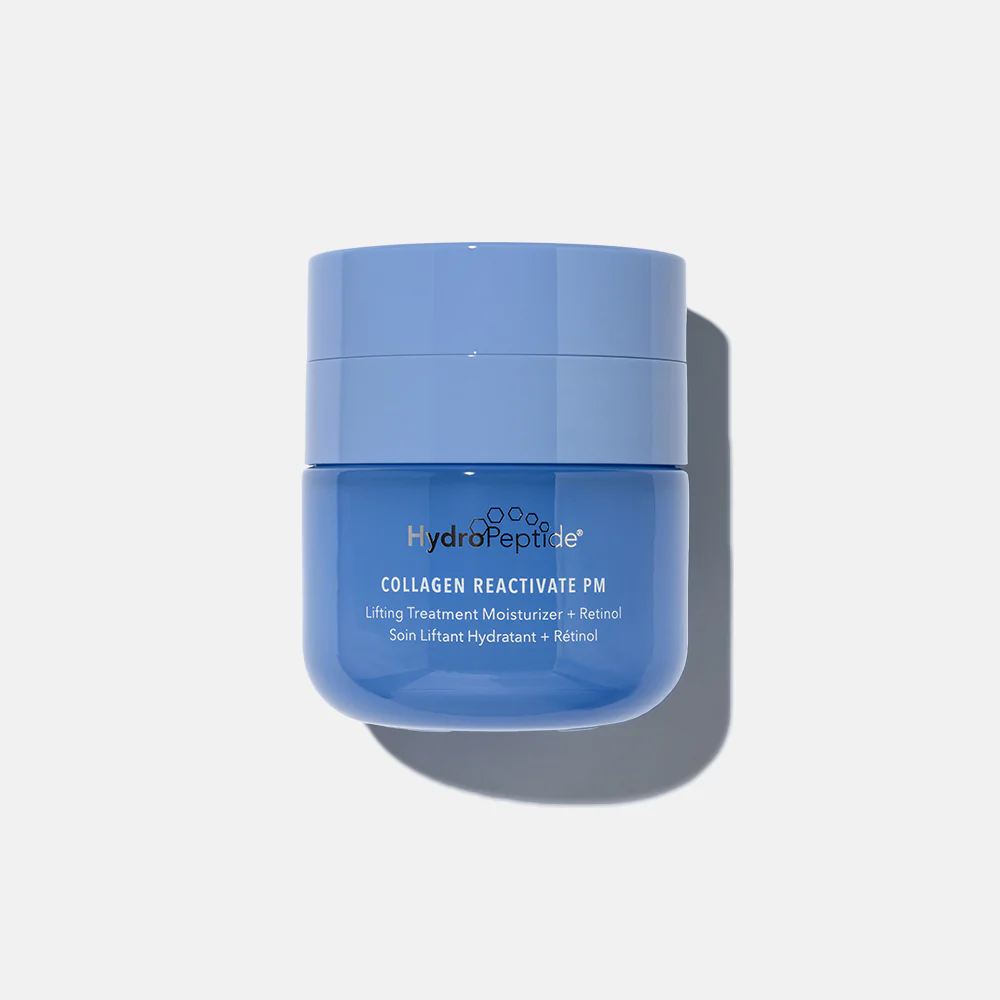 HydroPeptide®
COLLAGEN REACTIVATE PM
Lifting Treatment Moisturizer + Retinol
Soin Liftant Hydratant + Rétinol